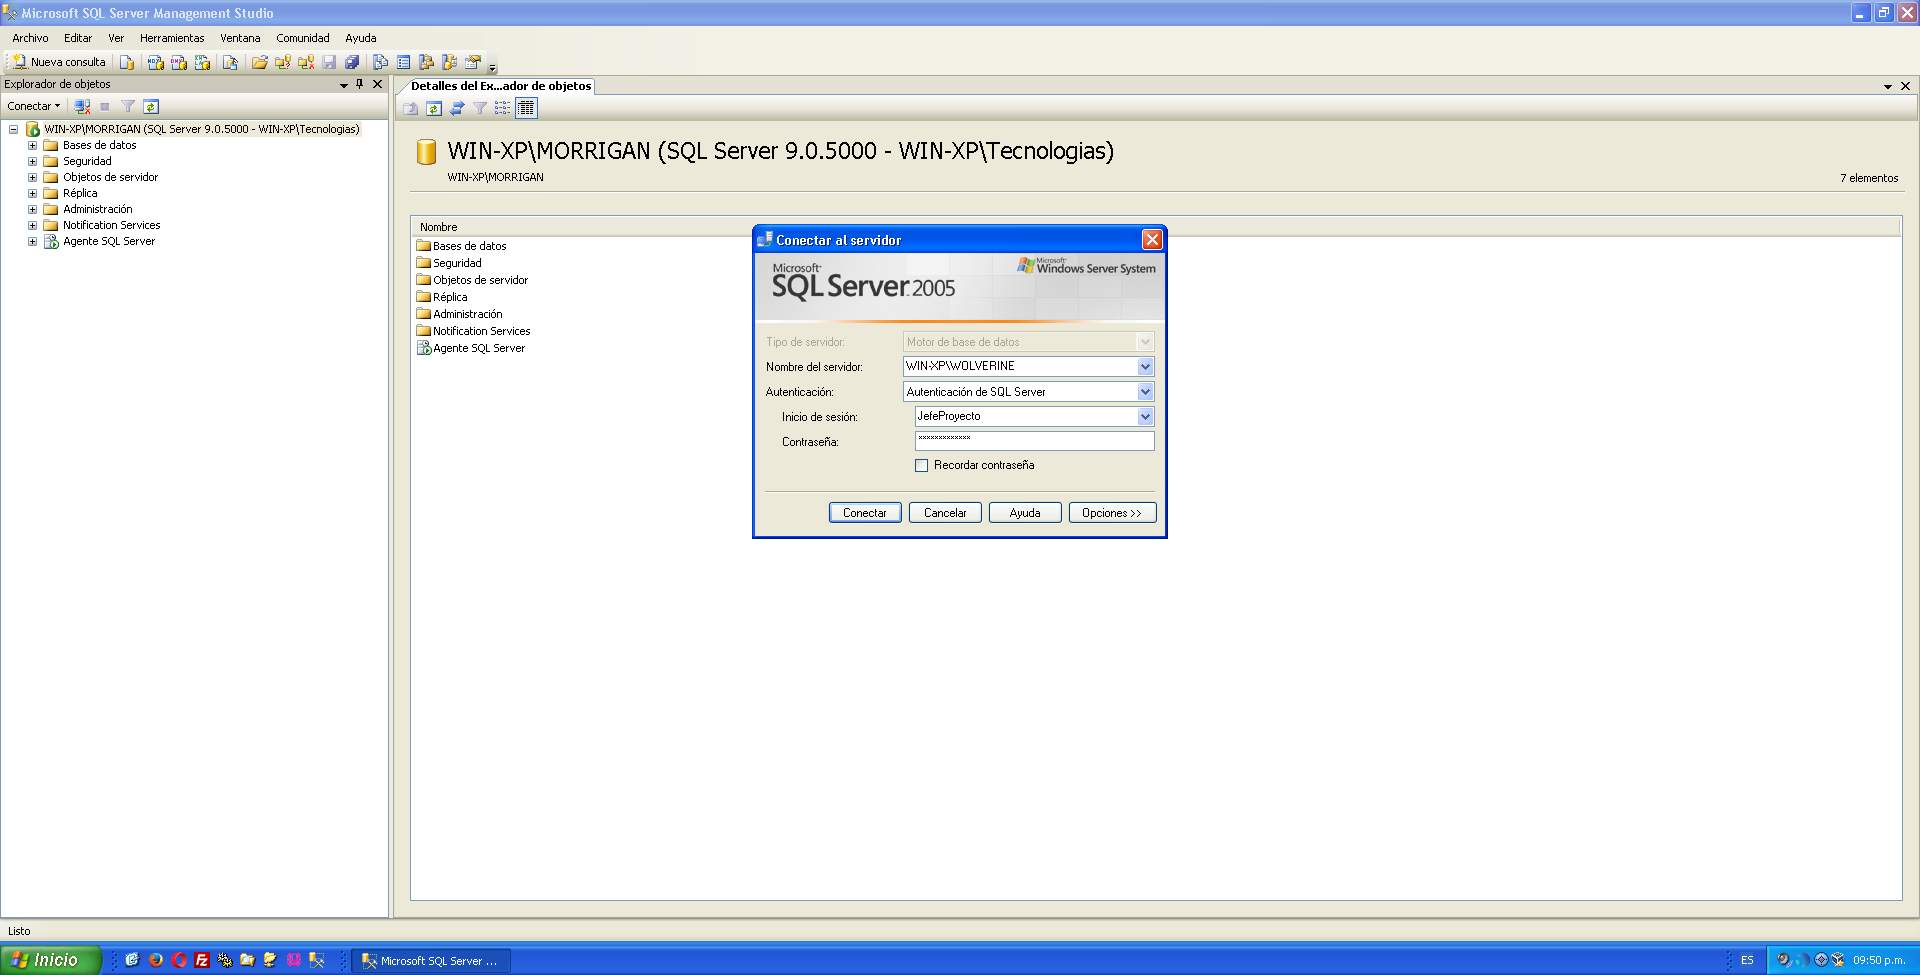 Microsoft SQL Server Management Studio
Archivo Editar Ver Herramientas Ventana Comunidad Ayuda
Nueva consulta
Explorador de objetos
Conectar
WIN-XP\MORRIGAN (SQL Server 9.0.5000 - WIN-XP\Tecnologias)
Bases de datos
Seguridad
Objetos de servidor
Réplica
Administración
Notification Services
Agente SQL Server
Detalles del Ex...ador de objetos
WIN-XP\MORRIGAN (SQL Server 9.0.5000 - WIN-XP\Tecnologias)
WIN-XP\MORRIGAN
7 elementos
Nombre
Bases de datos
Seguridad
Objetos de servidor
Réplica
Administración
Notification Services
Agente SQL Server
Conectar al servidor
Microsoft
SQL Server 2005
Microsoft
Windows Server System
Tipo de servidor: Motor de base de datos
Nombre del servidor: WIN-XP\WOLVERINE
Autenticación: Autenticación de SQL Server
Inicio de sesión: JefeProyecto
Contraseña: *************
Recordar contraseña
Conectar Cancelar Ayuda Opciones >>
Listo
Inicio
Microsoft SQL Server ...
ES
09:50 p.m.